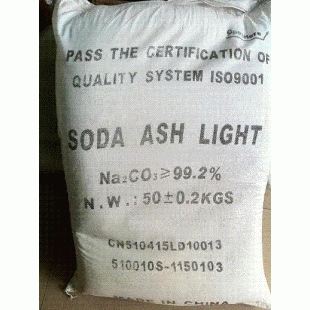 PASS THE CERTIFICATION OF
QUALITY SYSTEM ISO9001
SODA ASH LIGHT
Na₂CO₃≥99.2%
N.W.:50±0.2KGS
CN510415LD10013
510010S-1150103
MADE IN CHINA